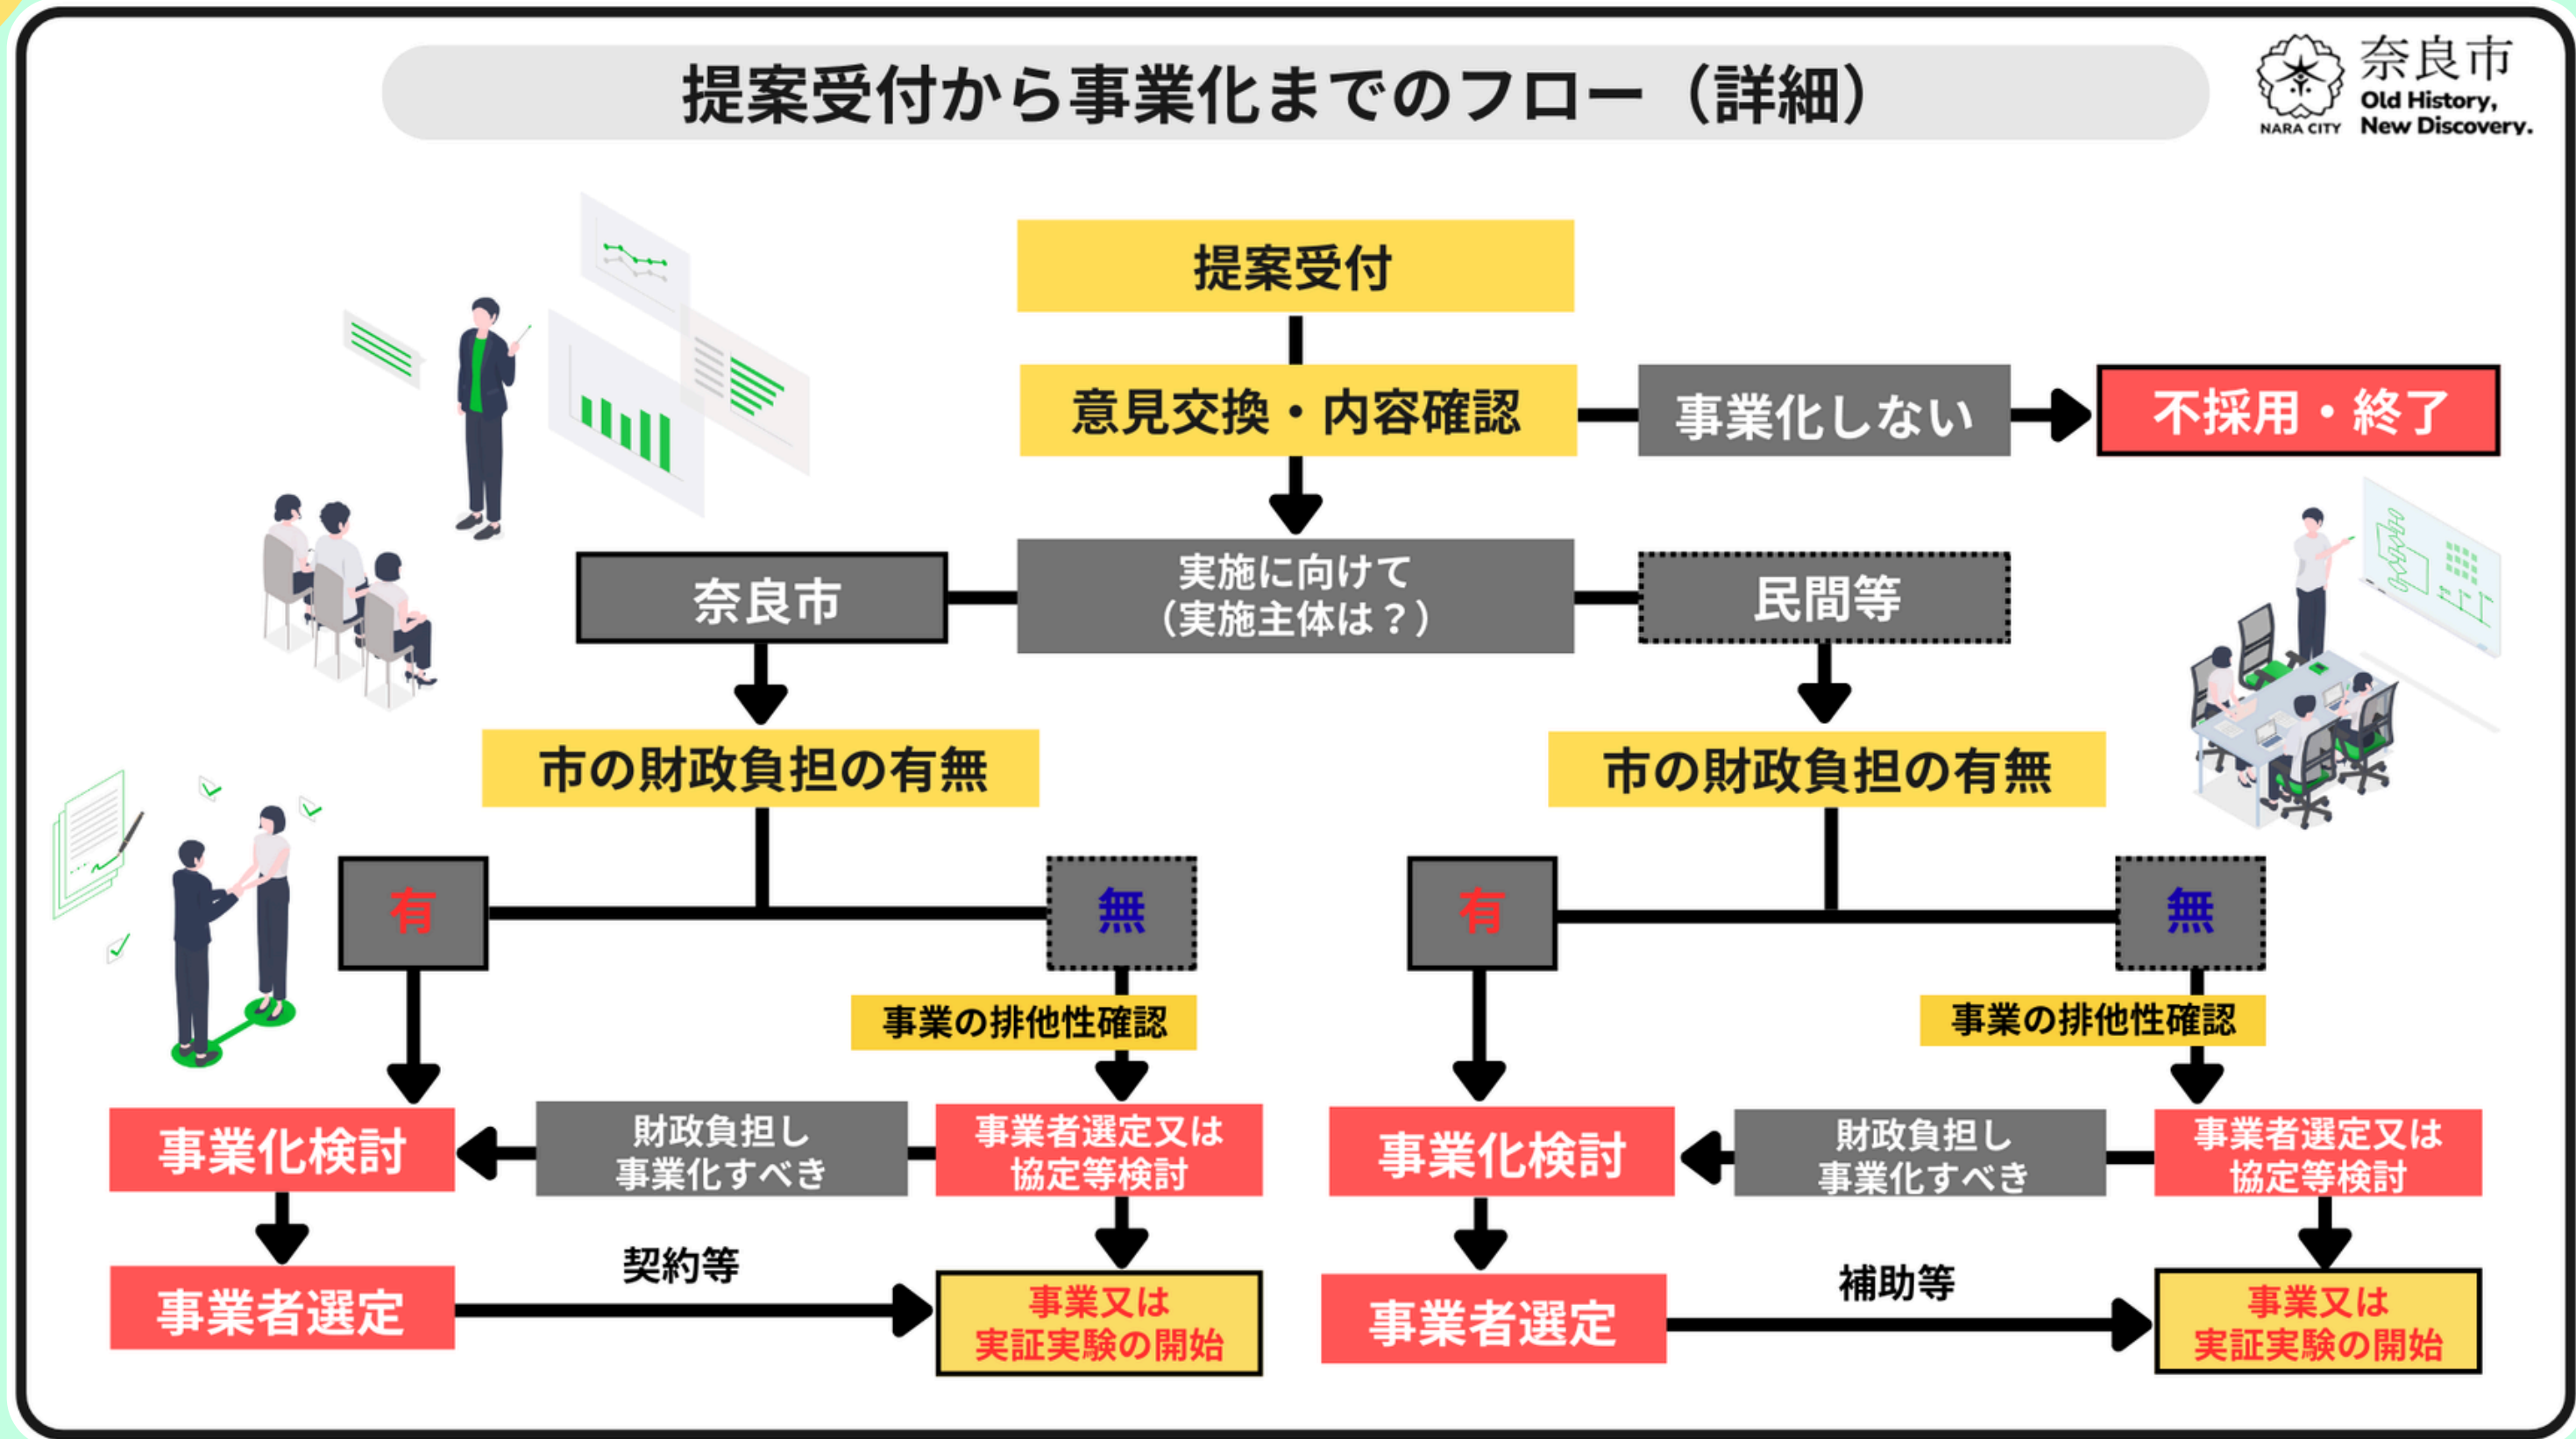 提案受付から事業化までのフロー（詳細）
奈良市
Old History,
New Discovery.
NARA CITY
提案受付
意見交換・内容確認
事業化しない
不採用・終了
実施に向けて
（実施主体は？）
奈良市
民間等
市の財政負担の有無
市の財政負担の有無
有
無
有
無
事業の排他性確認
事業の排他性確認
事業化検討
財政負担し
事業化すべき
事業者選定又は
協定等検討
事業化検討
財政負担し
事業化すべき
事業者選定又は
協定等検討
事業者選定
契約等
事業又は
実証実験の開始
事業者選定
補助等
事業又は
実証実験の開始